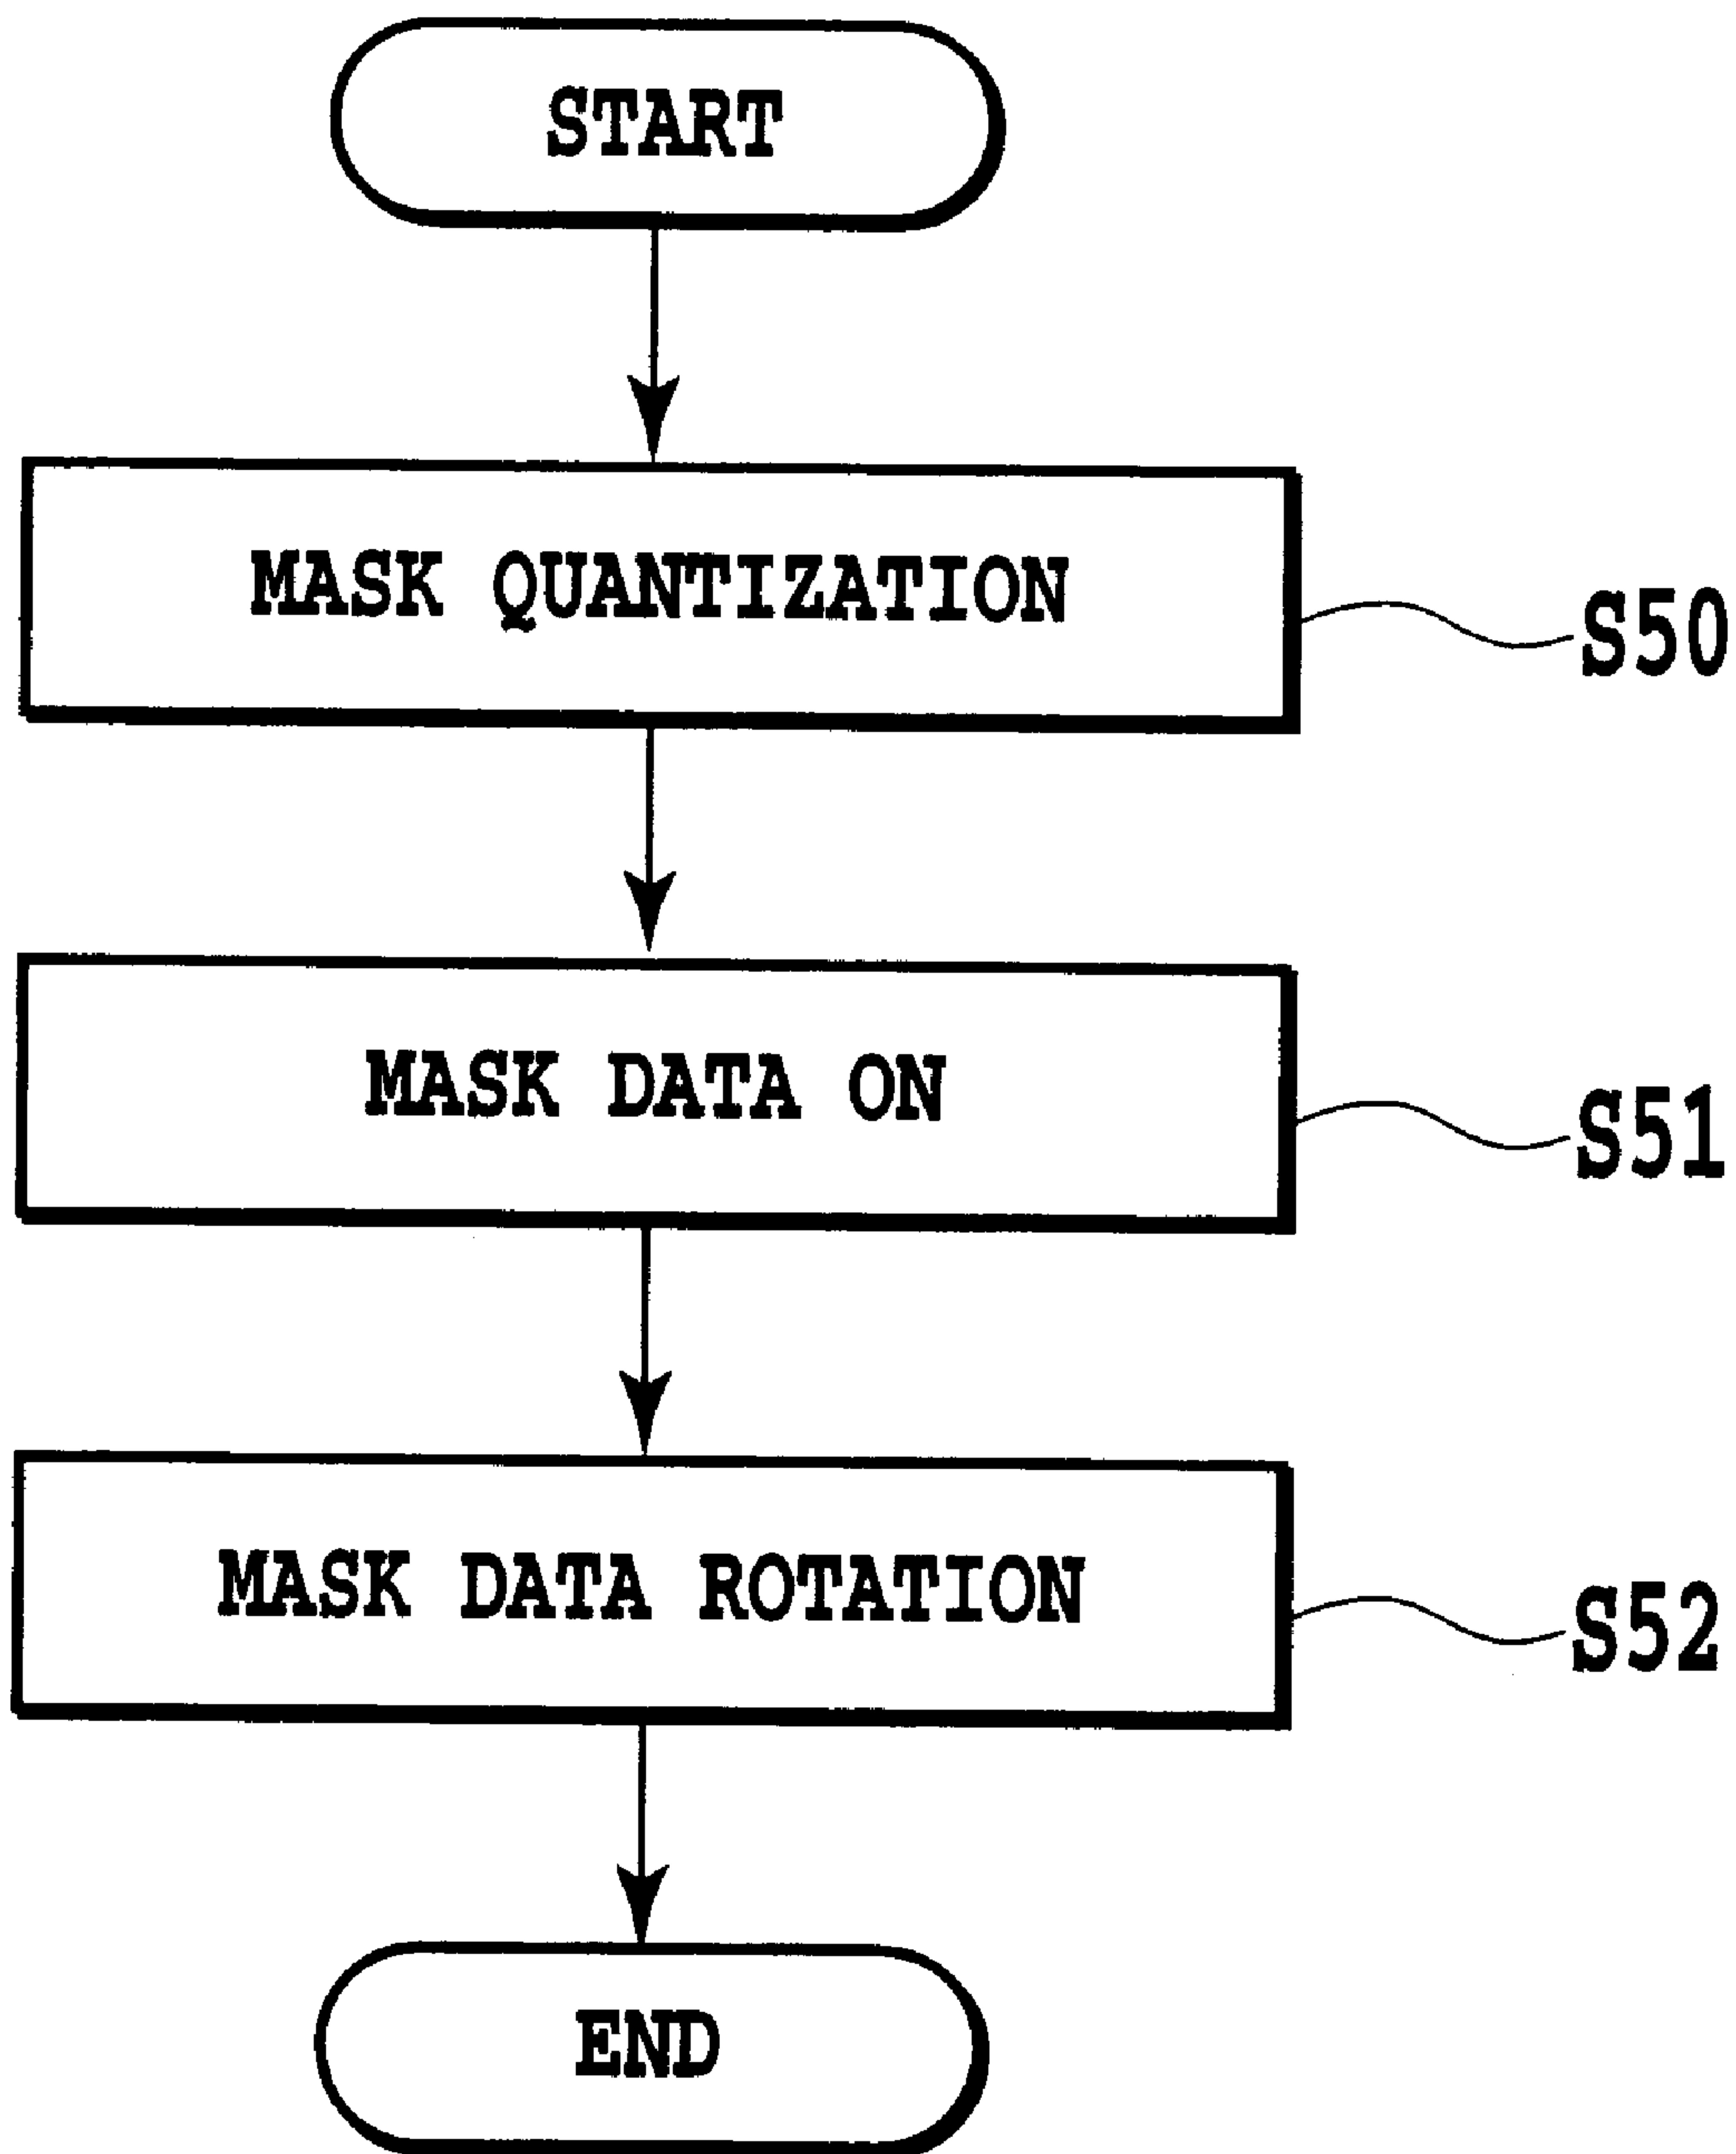 START
MASK QUANTIZATION
S50
MASK DATA ON
S51
MASK DATA ROTATION
S52
END